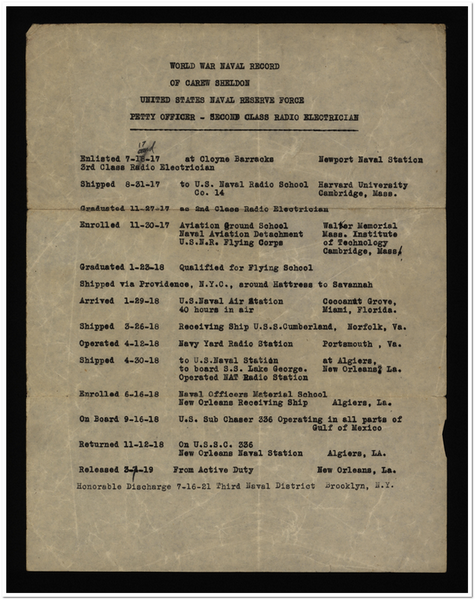 WORLD WAR NAVAL RECORD
OF CAREW SHELDON
UNITED STATES NAVAL RESERVE FORCE
PETTY OFFICER - SECOND CLASS RADIO ELECTRICIAN
Enlisted 7-18-17 at Cloyne Barracks Newport Naval Station
3rd Class Radio Electrician
Shipped 8-31-17 to U.S. Naval Radio School Harvard University
Co. 14 Cambridge, Mass.
Graduated 11-27-17 as 2nd Class Radio Electrician
Enrolled 11-30-17 Aviation Ground School Walter Memorial
Naval Aviation Detachment Mass. Institute
U.S.N.R. Flying Corps of Technology
Cambridge, Mass.
Graduated 1-23-18 Qualified for Flying School
Shipped via Providence, N.Y.C., around Hattress to Savannah
Arrived 1-29-18 U.S.Naval Air Station Cocoanut Grove,
40 hours in air Miami, Florida.
Shipped 3-26-18 Receiving Ship U.S.S.Cumberland, Norfolk, Va.
Operated 4-12-18 Navy Yard Radio Station Portsmouth , Va.
Shipped 4-30-18 to U.S.Naval Station at Algiers,
to board S.S. Lake George. New Orleans, La.
Operated NAT Radio Station
Enrolled 6-16-18 Naval Officers Material School
New Orleans Receiving Ship Algiers, La.
On Board 9-16-18 U.S. Sub Chaser 336 Operating in all parts of
Gulf of Mexico
Returned 11-12-18 On U.S.S.C. 336
New Orleans Naval Station Algiers, LA.
Released 3-7-19 From Active Duty New Orleans, La.
Honorable Discharge 7-16-21 Third Naval District Brooklyn, N.Y.